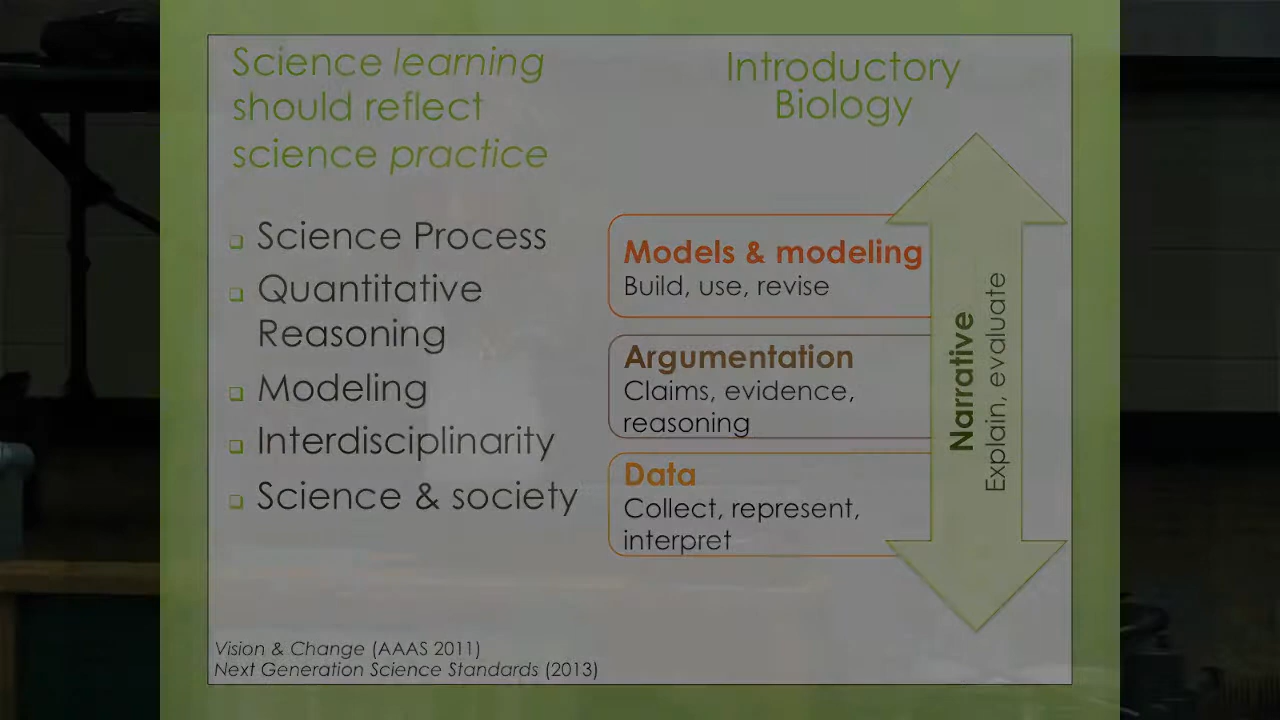 Science learning
should reflect
science practice
Science Process
Quantitative
Reasoning
Modeling
Interdisciplinarity
Science & society
Introductory
Biology
Models & modeling
Build, use, revise
Argumentation
Claims, evidence,
reasoning
Data
Collect, represent,
interpret
Narrative
Explain, evaluate
Vision & Change (AAAS 2011)
Next Generation Science Standards (2013)